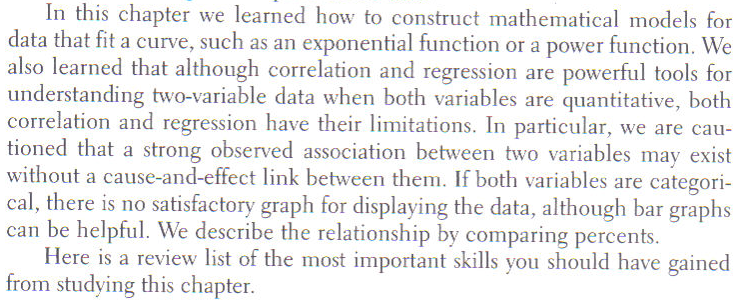 In this chapter we learned how to construct mathematical models for
data that fit a curve, such as an exponential function or a power function. We
also learned that although correlation and regression are powerful tools for
understanding two-variable data when both variables are quantitative, both
correlation and regression have their limitations. In particular, we are cau-
tioned that a strong observed association between two variables may exist
without a cause-and-effect link between them. If both variables are categori-
cal, there is no satisfactory graph for displaying the data, although bar graphs
can be helpful. We describe the relationship by comparing percents.
Here is a review list of the most important skills you should have gained
from studying this chapter.